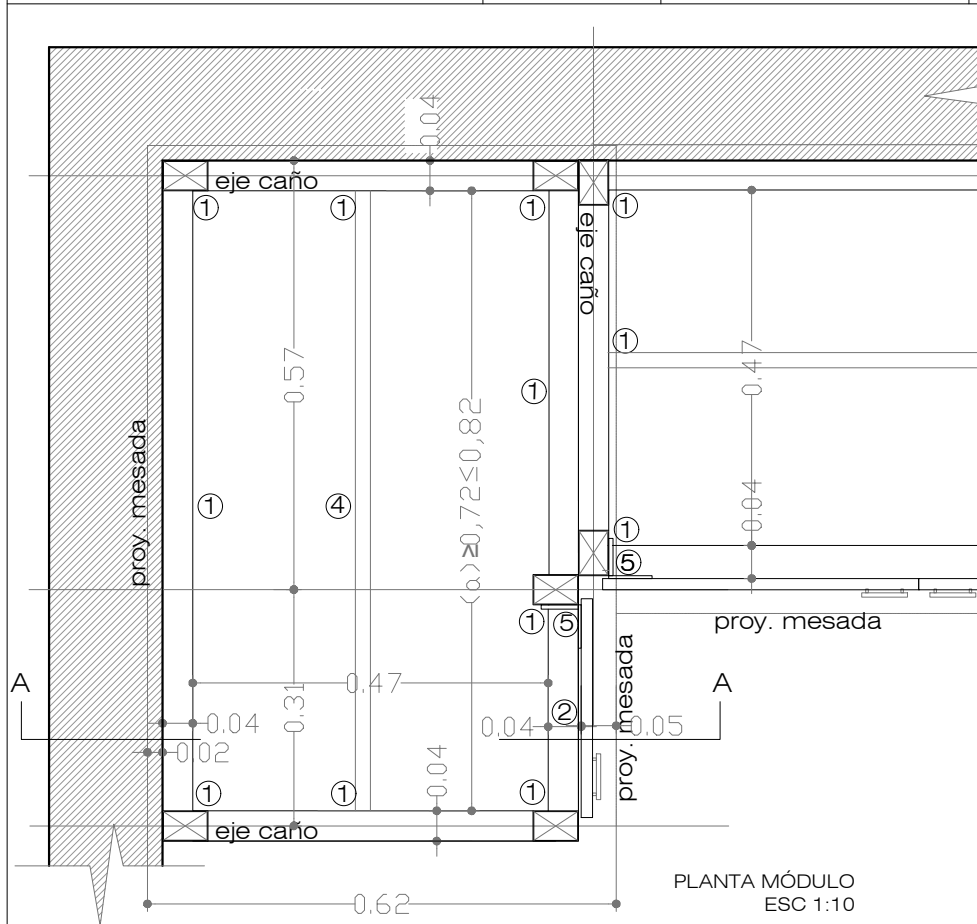 0.04
eje caño
1 1 1 1
eje caño
1
0.57
0.47
1
(a)≥0,72≤0,82
proy. mesada
1 4
0.04
1
5
1 5
proy. mesada
proy. mesada
A A
0.47
0.31
0.04
0.04
2
0.05
0.02
0.04
1 1 1
eje caño
0.62
PLANTA MÓDULO
ESC 1:10